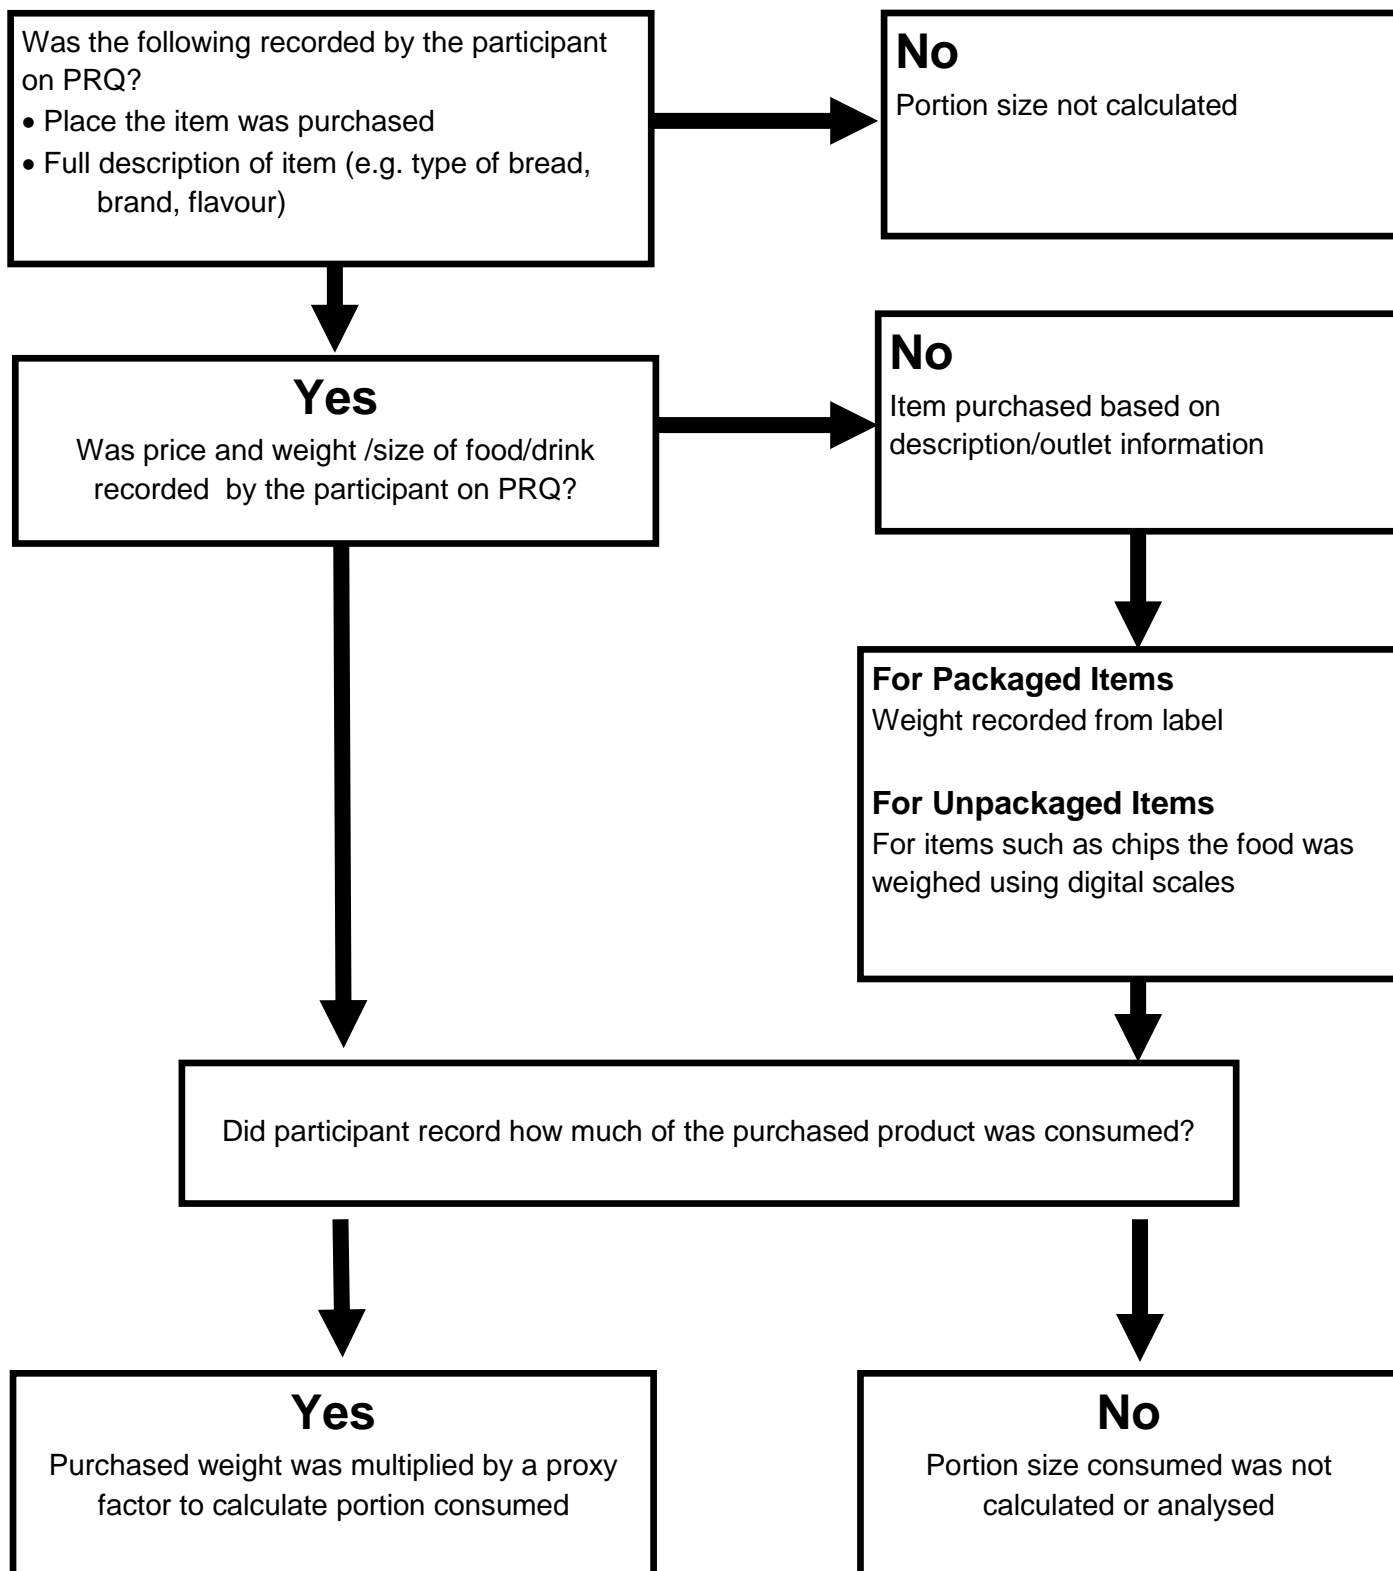 Was the following recorded by the participant
on PRQ?
• Place the item was purchased
• Full description of item (e.g. type of bread,
brand, flavour)
No
Portion size not calculated
Yes
Was price and weight /size of food/drink
recorded  by the participant on PRQ?
No
Item purchased based on
description/outlet information
For Packaged Items
Weight recorded from label
For Unpackaged Items
For items such as chips the food was
weighed using digital scales
Did participant record how much of the purchased product was consumed?
Yes
Purchased weight was multiplied by a proxy
factor to calculate portion consumed
No
Portion size consumed was not
calculated or analysed